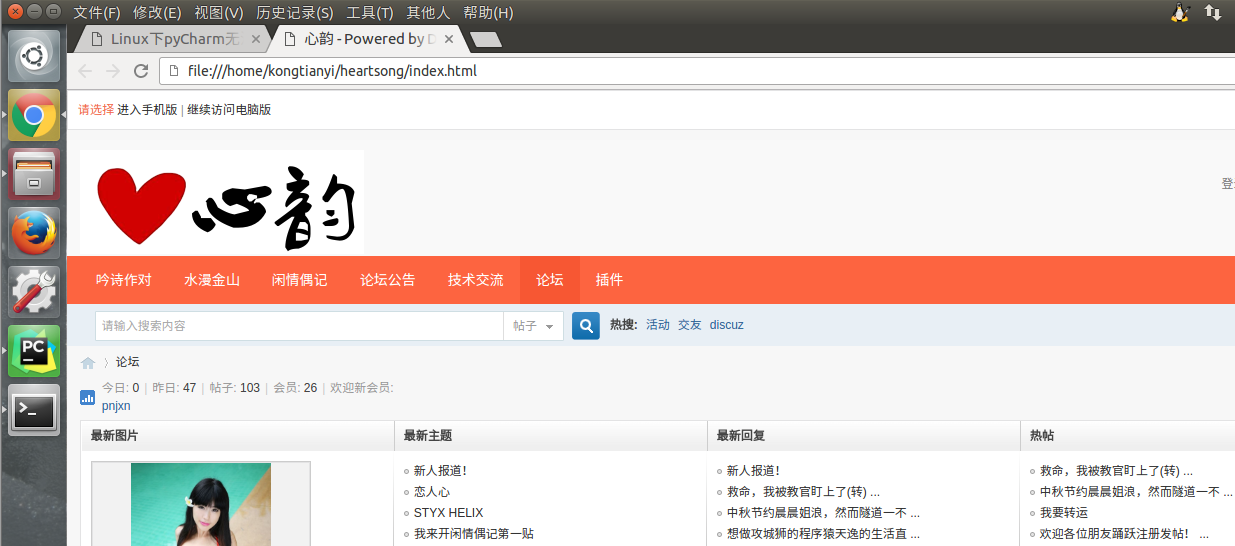 文件(F) 修改(E) 视图(V) 历史记录(S) 工具(T) 其他人 帮助(H)
Linux下pyCharm无 心韵 - Powered by D
file:///home/kongtianyi/heartsong/index.html
请选择 进入手机版 | 继续访问电脑版
登
心韵
吟诗作对 水漫金山 闲情偶记 论坛公告 技术交流 论坛 插件
请输入搜索内容 帖子 热搜: 活动 交友 discuz
论坛
今日: 0 | 昨日: 47 | 帖子: 103 | 会员: 26 | 欢迎新会员:
pnjxn
最新图片 最新主题 最新回复 热帖
新人报道! 新人报道! 救命，我被教官盯上了(转) ...
恋人心 救命，我被教官盯上了(转) ... 中秋节约晨晨姐浪，然而隧道一不 ...
STYX HELIX 中秋节约晨晨姐浪，然而隧道一不 ... 我要转运
我来开闲情偶记第一贴 想做攻城狮的程序猿天逸的生活直 ... 欢迎各位朋友踊跃注册发帖! ...
PC